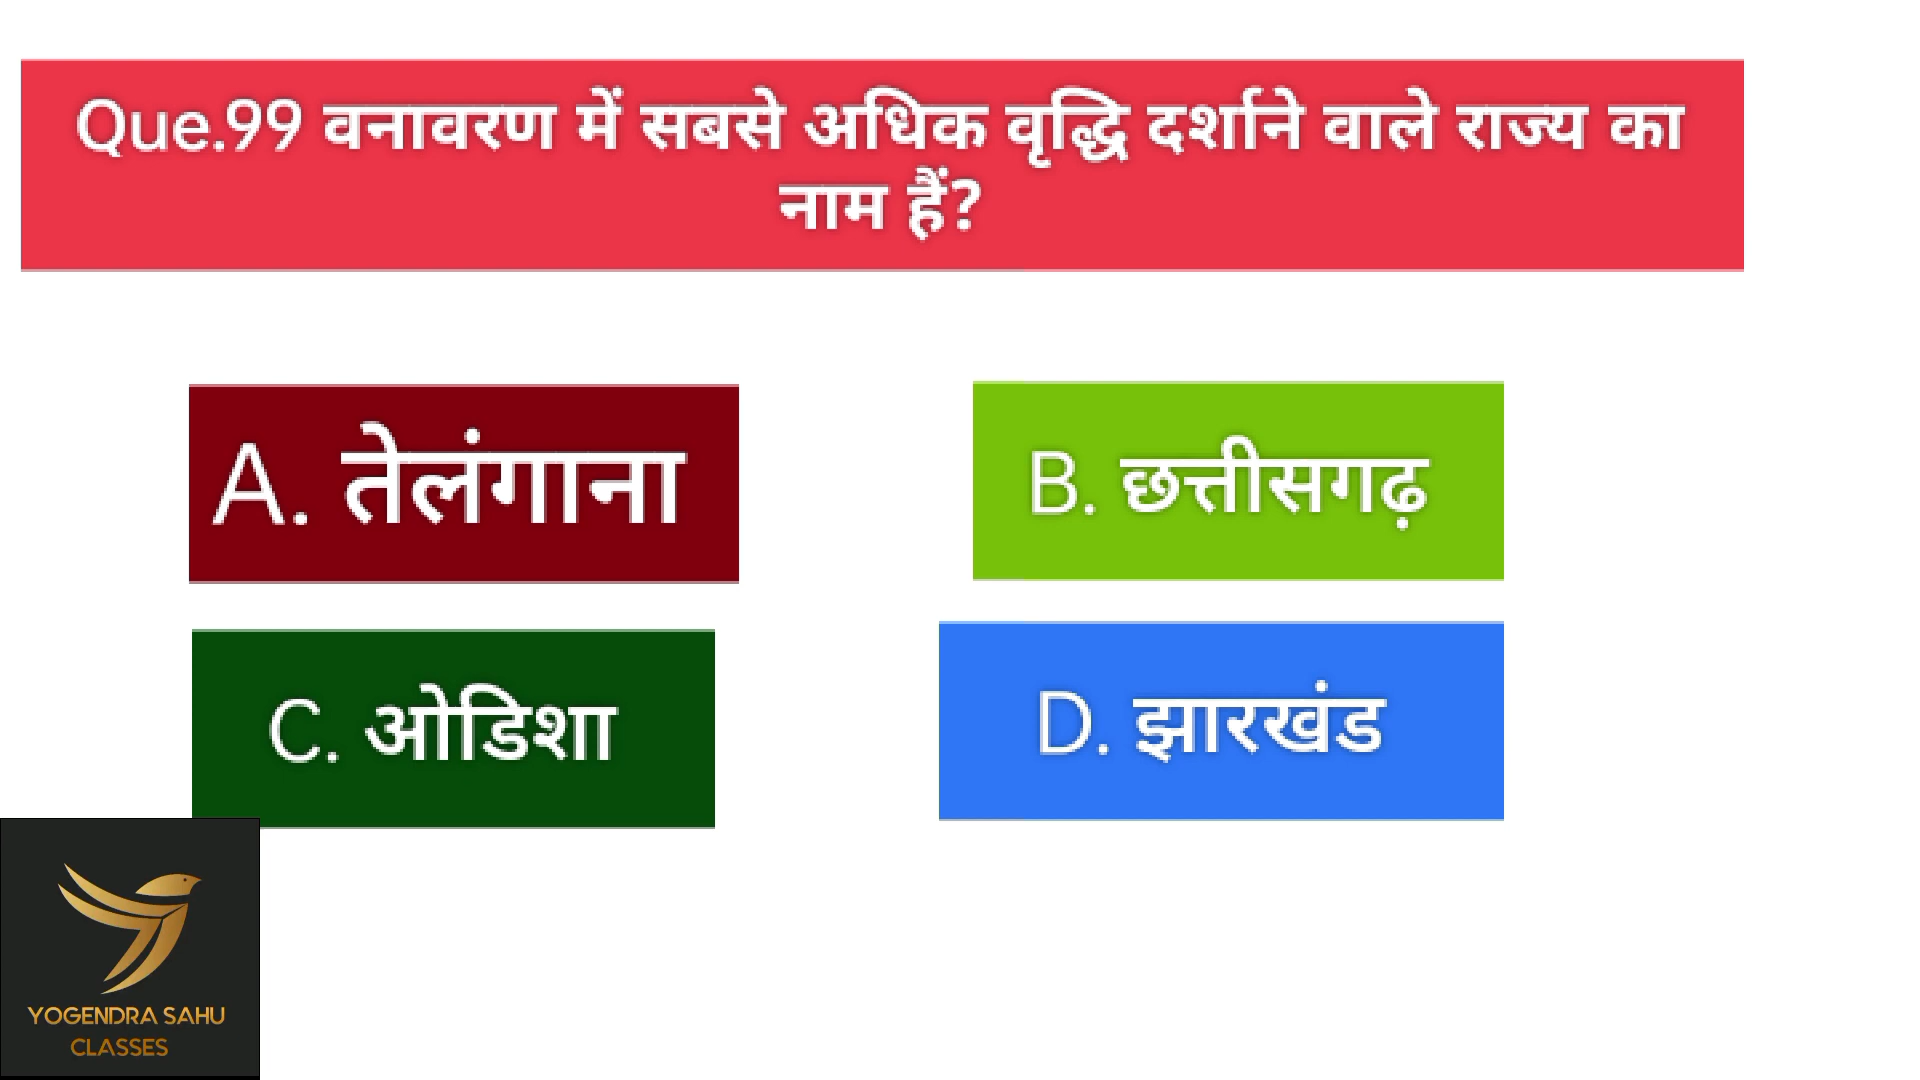 Que.99 वनावरण में सबसे अधिक वृद्धि दर्शाने वाले राज्य का
नाम हैं?
A. तेलंगाना
B. छत्तीसगढ़
C. ओडिशा
D. झारखंड
YOGENDRA SAHU
CLASSES